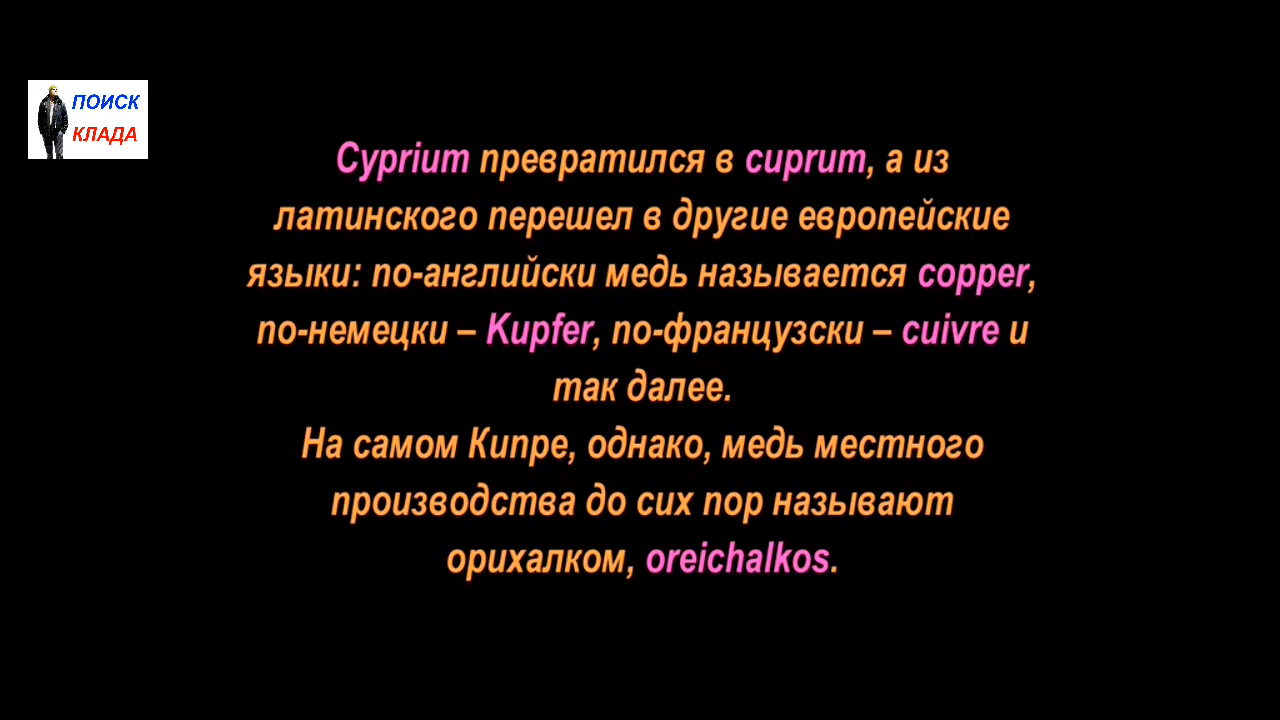 ПОИСК
КЛАДА
Cyprium превратился в cuprum, а из
латинского перешел в другие европейские
языки: по-английски медь называется copper,
по-немецки – Kupfer, по-французски – cuivre и
так далее.
На самом Кипре, однако, медь местного
производства до сих пор называют
орихалком, oreichalkos.